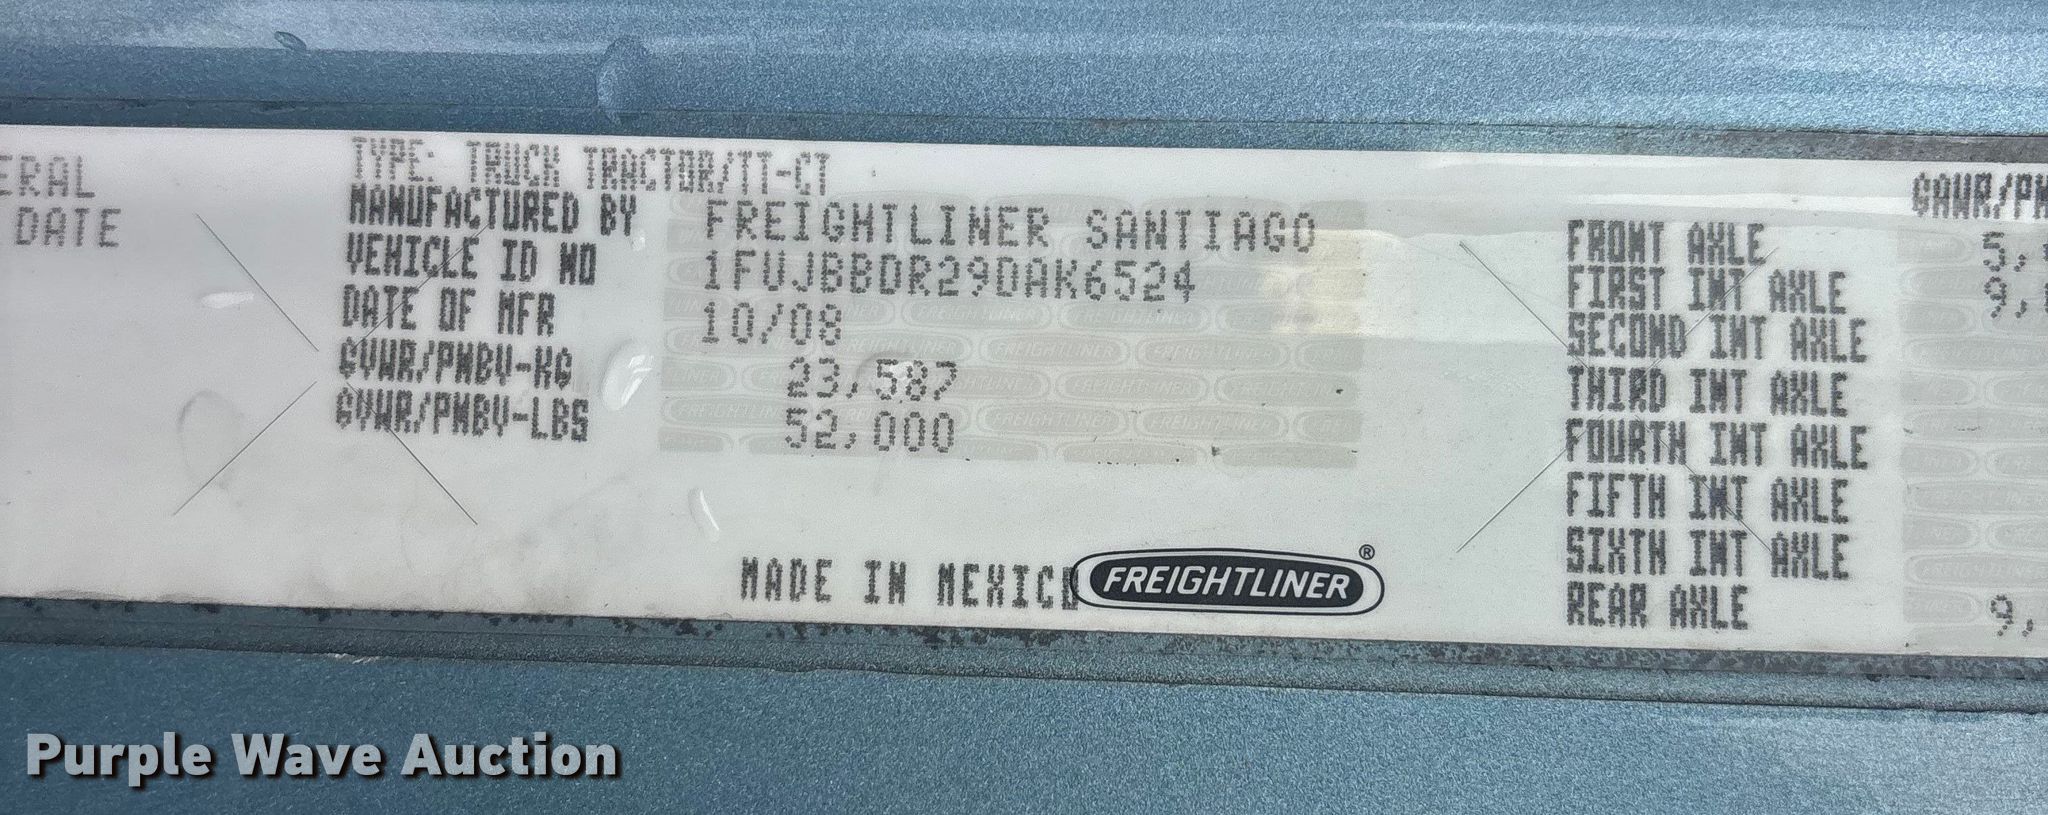 ERAL
DATE
TYPE: TRUCK TRACTOR/TT-CT
MANUFACTURED BY FREIGHTLINER SANTIAGO
VEHICLE ID NO 1FUJBBDR29DAK6524
DATE OF MFR 10/08
GVWR/PNBV-KG 23,587
GVWR/PNBV-LBS 52,000
MADE IN MEXICO
FREIGHTLINER®
GAWR/PN
FRONT AXLE 5,
FIRST INT AXLE 9,
SECOND INT AXLE
THIRD INT AXLE
FOURTH INT AXLE
FIFTH INT AXLE
SIXTH INT AXLE
REAR AXLE 9,
Purple Wave Auction